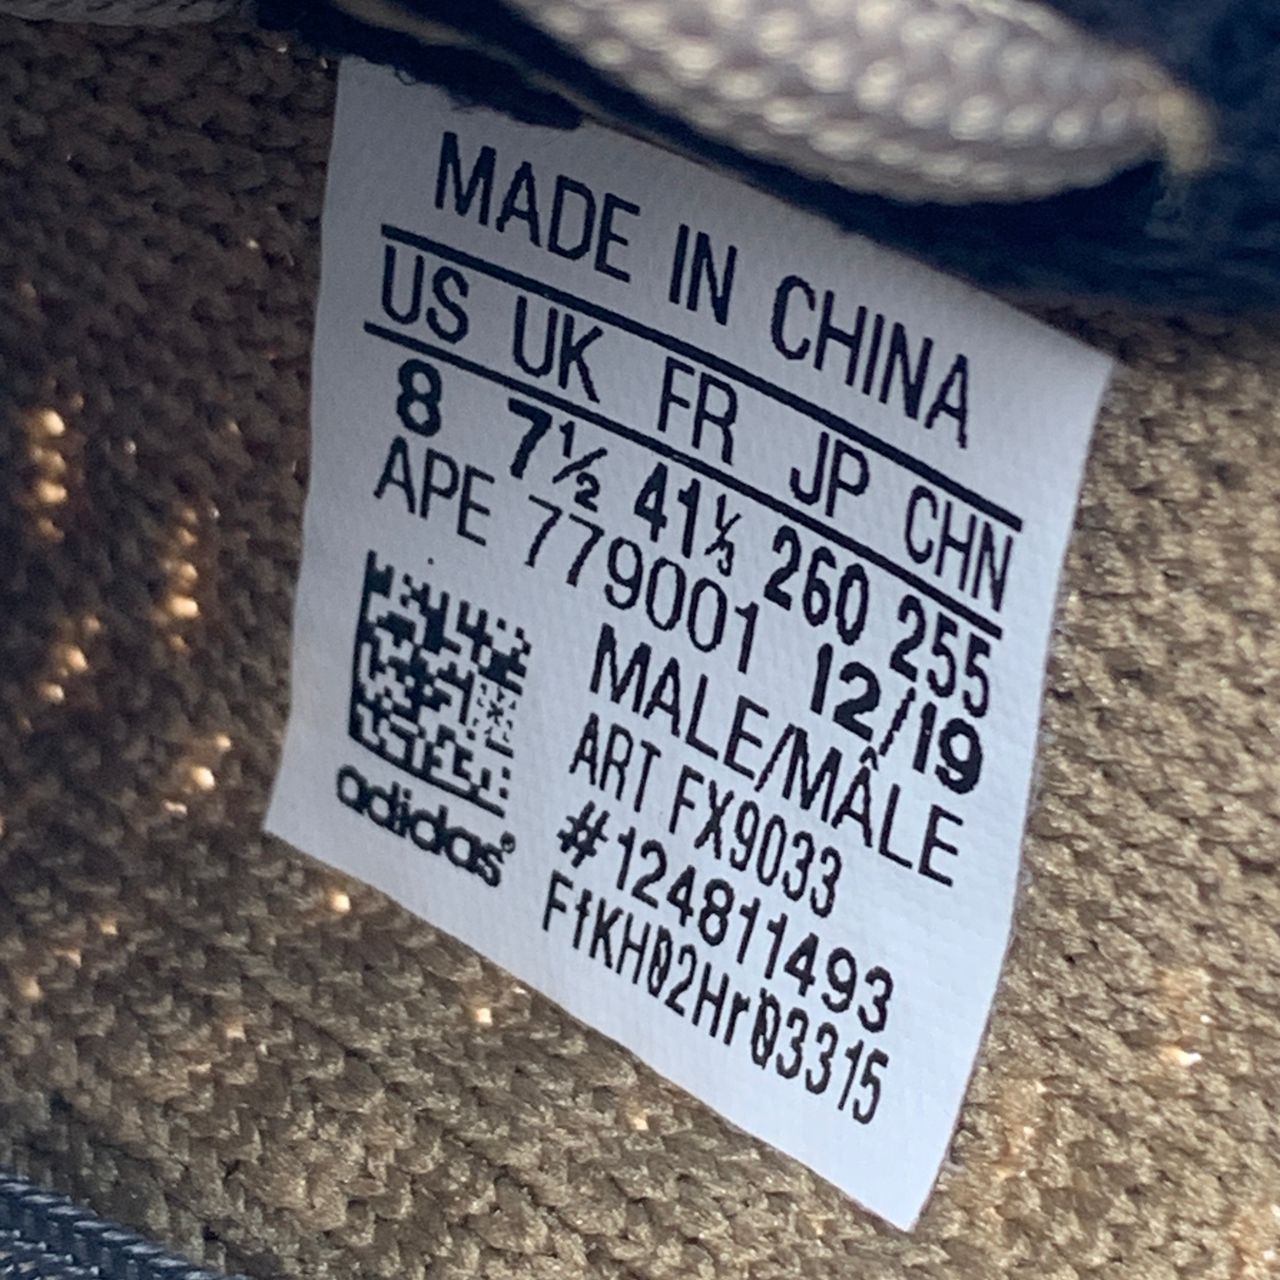 MADE IN CHINA
US UK FR JP CHN
8 7½ 41⅓ 260 255
APE 779001 12/19
MALE/MÂLE
ART FX9033
#124811493
FfKH02Hr03315
adidas®